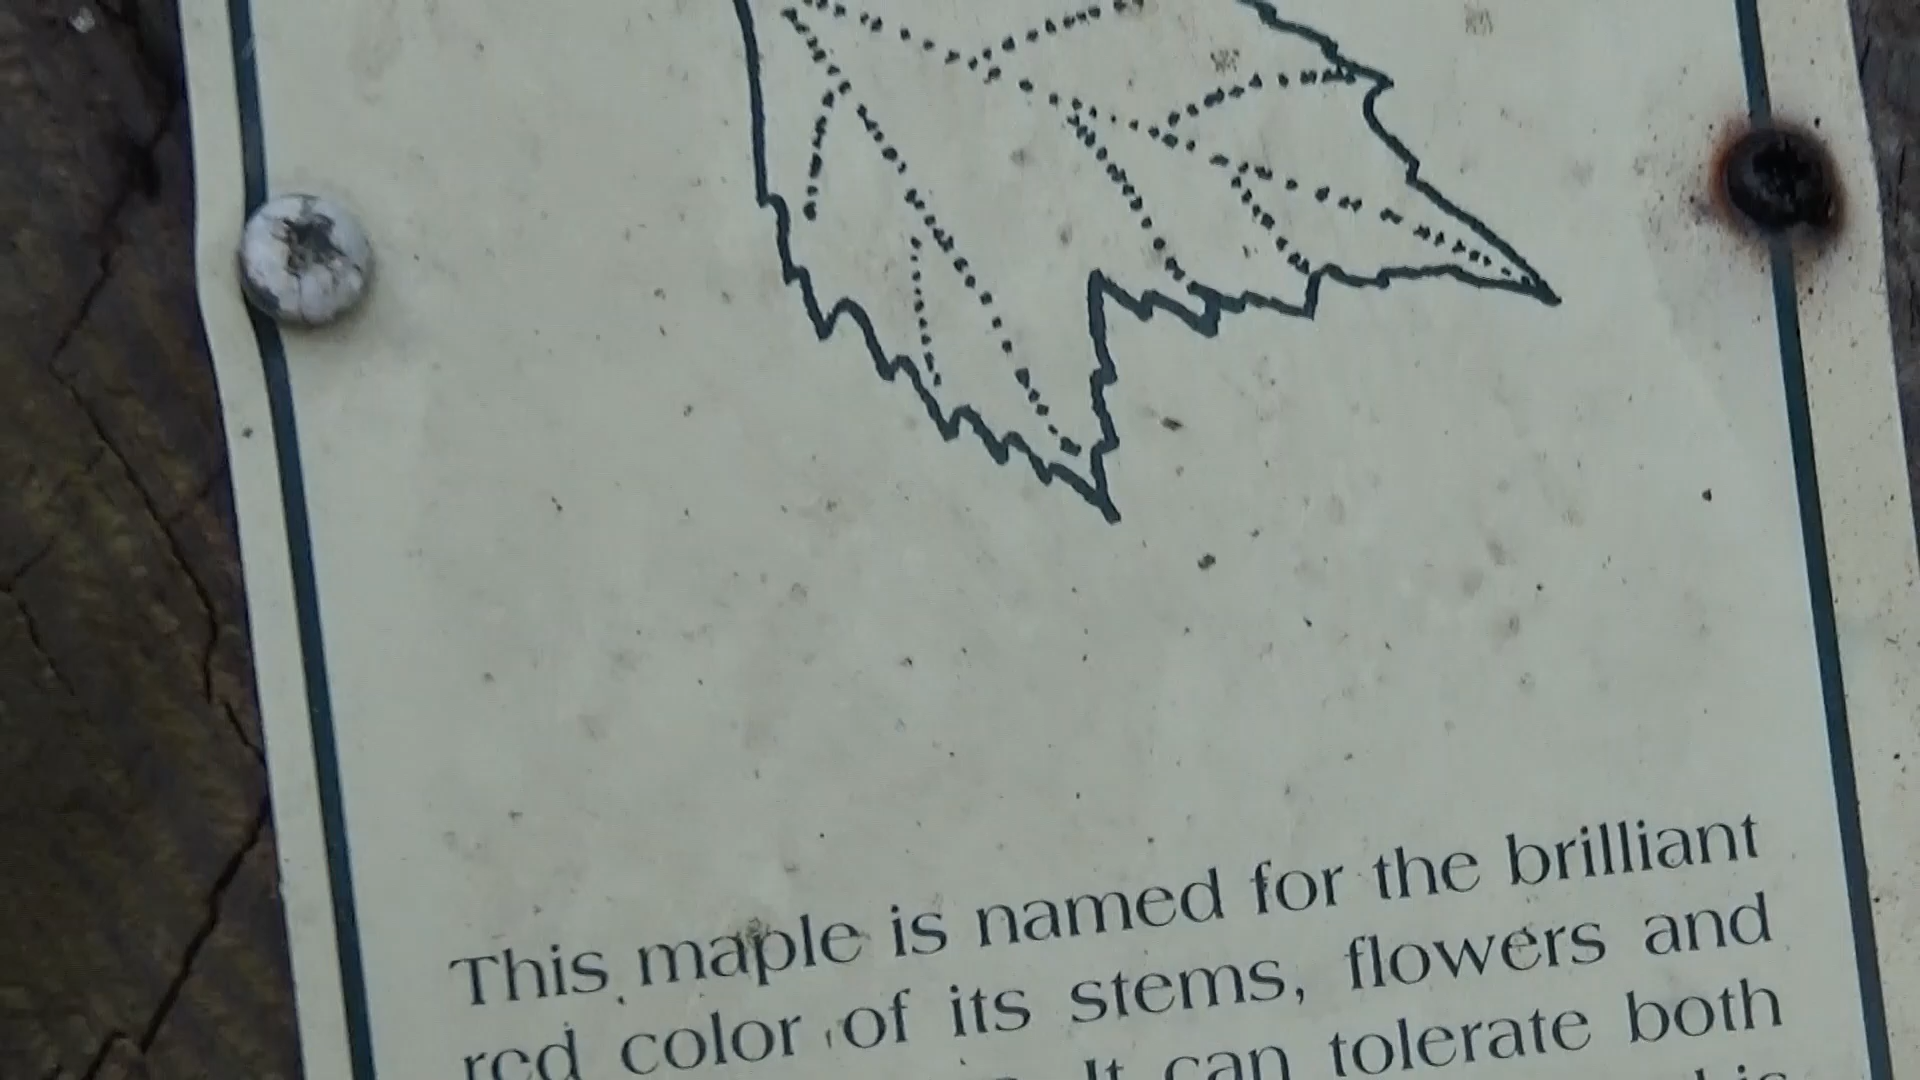 This maple is named for the brilliant
red color of its stems, flowers and
It can tolerate both